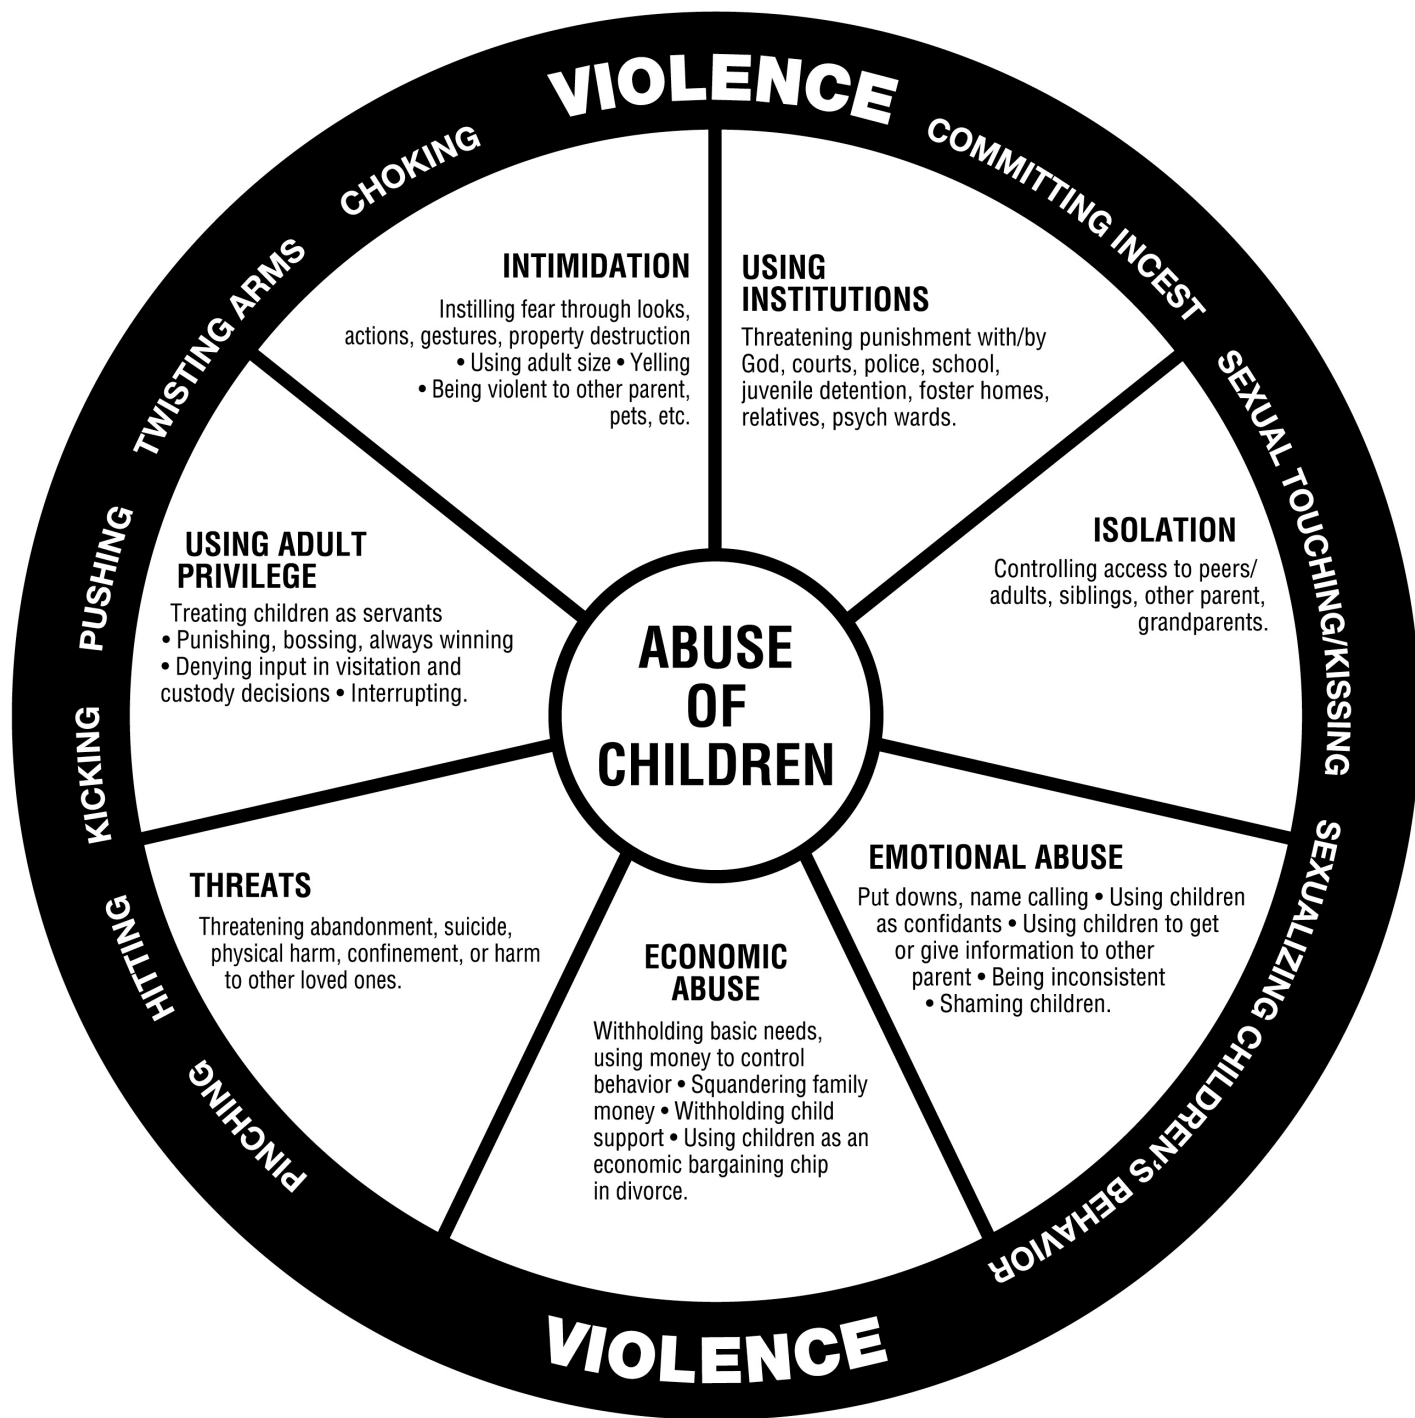 VIOLENCE
COMMITTING INCEST
SEXUAL TOUCHING/KISSING
SEXUALIZING CHILDREN'S BEHAVIOR
VIOLENCE
PINCHING
HITTING
KICKING
PUSHING
TWISTING ARMS
CHOKING
ABUSE
OF
CHILDREN
INTIMIDATION
Instilling fear through looks,
actions, gestures, property destruction
• Using adult size • Yelling
• Being violent to other parent,
pets, etc.
USING
INSTITUTIONS
Threatening punishment with/by
God, courts, police, school,
juvenile detention, foster homes,
relatives, psych wards.
ISOLATION
Controlling access to peers/
adults, siblings, other parent,
grandparents.
EMOTIONAL ABUSE
Put downs, name calling • Using children
as confidants • Using children to get
or give information to other
parent • Being inconsistent
• Shaming children.
ECONOMIC
ABUSE
Withholding basic needs,
using money to control
behavior • Squandering family
money • Withholding child
support • Using children as an
economic bargaining chip
in divorce.
THREATS
Threatening abandonment, suicide,
physical harm, confinement, or harm
to other loved ones.
USING ADULT
PRIVILEGE
Treating children as servants
• Punishing, bossing, always winning
• Denying input in visitation and
custody decisions • Interrupting.